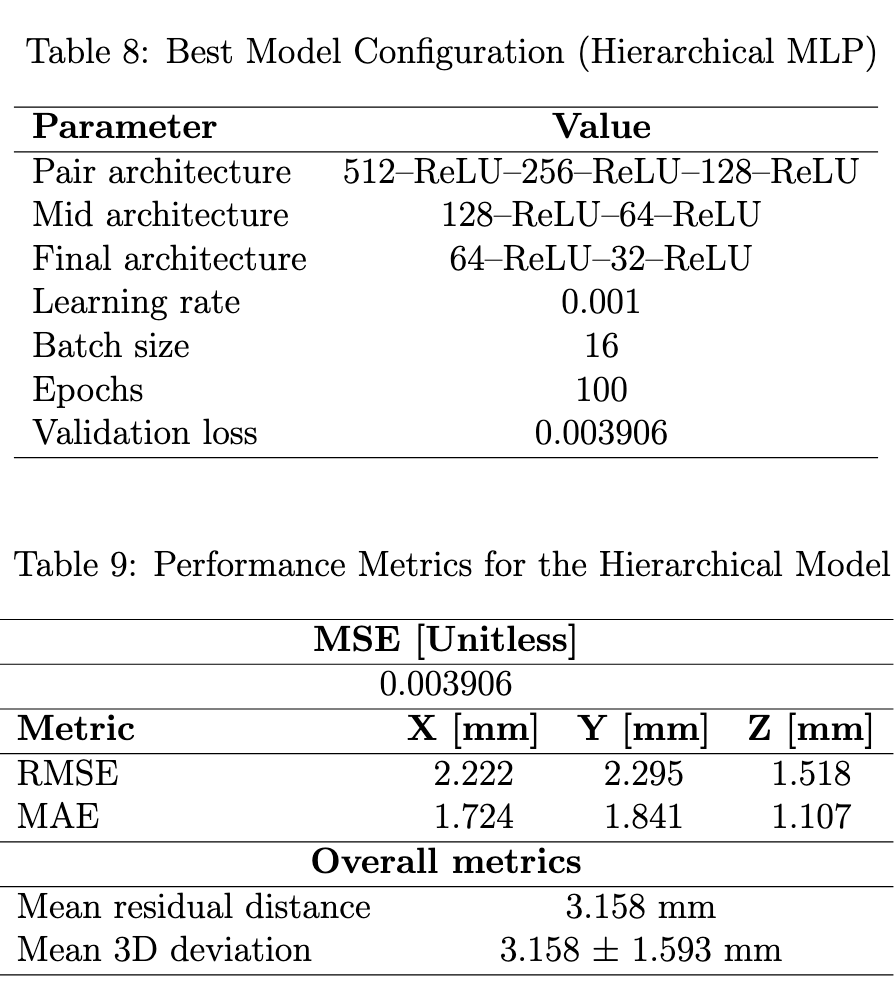 Table 8: Best Model Configuration (Hierarchical MLP)
Parameter Value
Pair architecture 512–ReLU–256–ReLU–128–ReLU
Mid architecture 128–ReLU–64–ReLU
Final architecture 64–ReLU–32–ReLU
Learning rate 0.001
Batch size 16
Epochs 100
Validation loss 0.003906
Table 9: Performance Metrics for the Hierarchical Model
MSE [Unitless]
0.003906
Metric X [mm] Y [mm] Z [mm]
RMSE 2.222 2.295 1.518
MAE 1.724 1.841 1.107
Overall metrics
Mean residual distance 3.158 mm
Mean 3D deviation 3.158 ± 1.593 mm